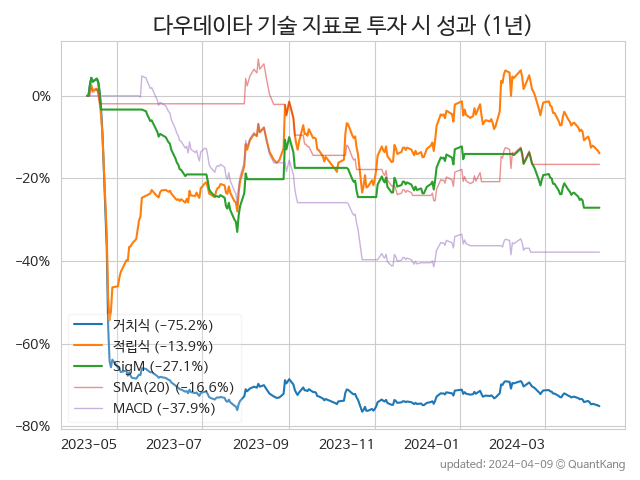 다우데이타 기술 지표로 투자 시 성과 (1년)
0%
−20%
−40%
−60%
−80%
거치식 (−75.2%)
적립식 (−13.9%)
SigM (−27.1%)
SMA(20) (−16.6%)
MACD (−37.9%)
2023-05 2023-07 2023-09 2023-11 2024-01 2024-03
updated: 2024-04-09 © QuantKang